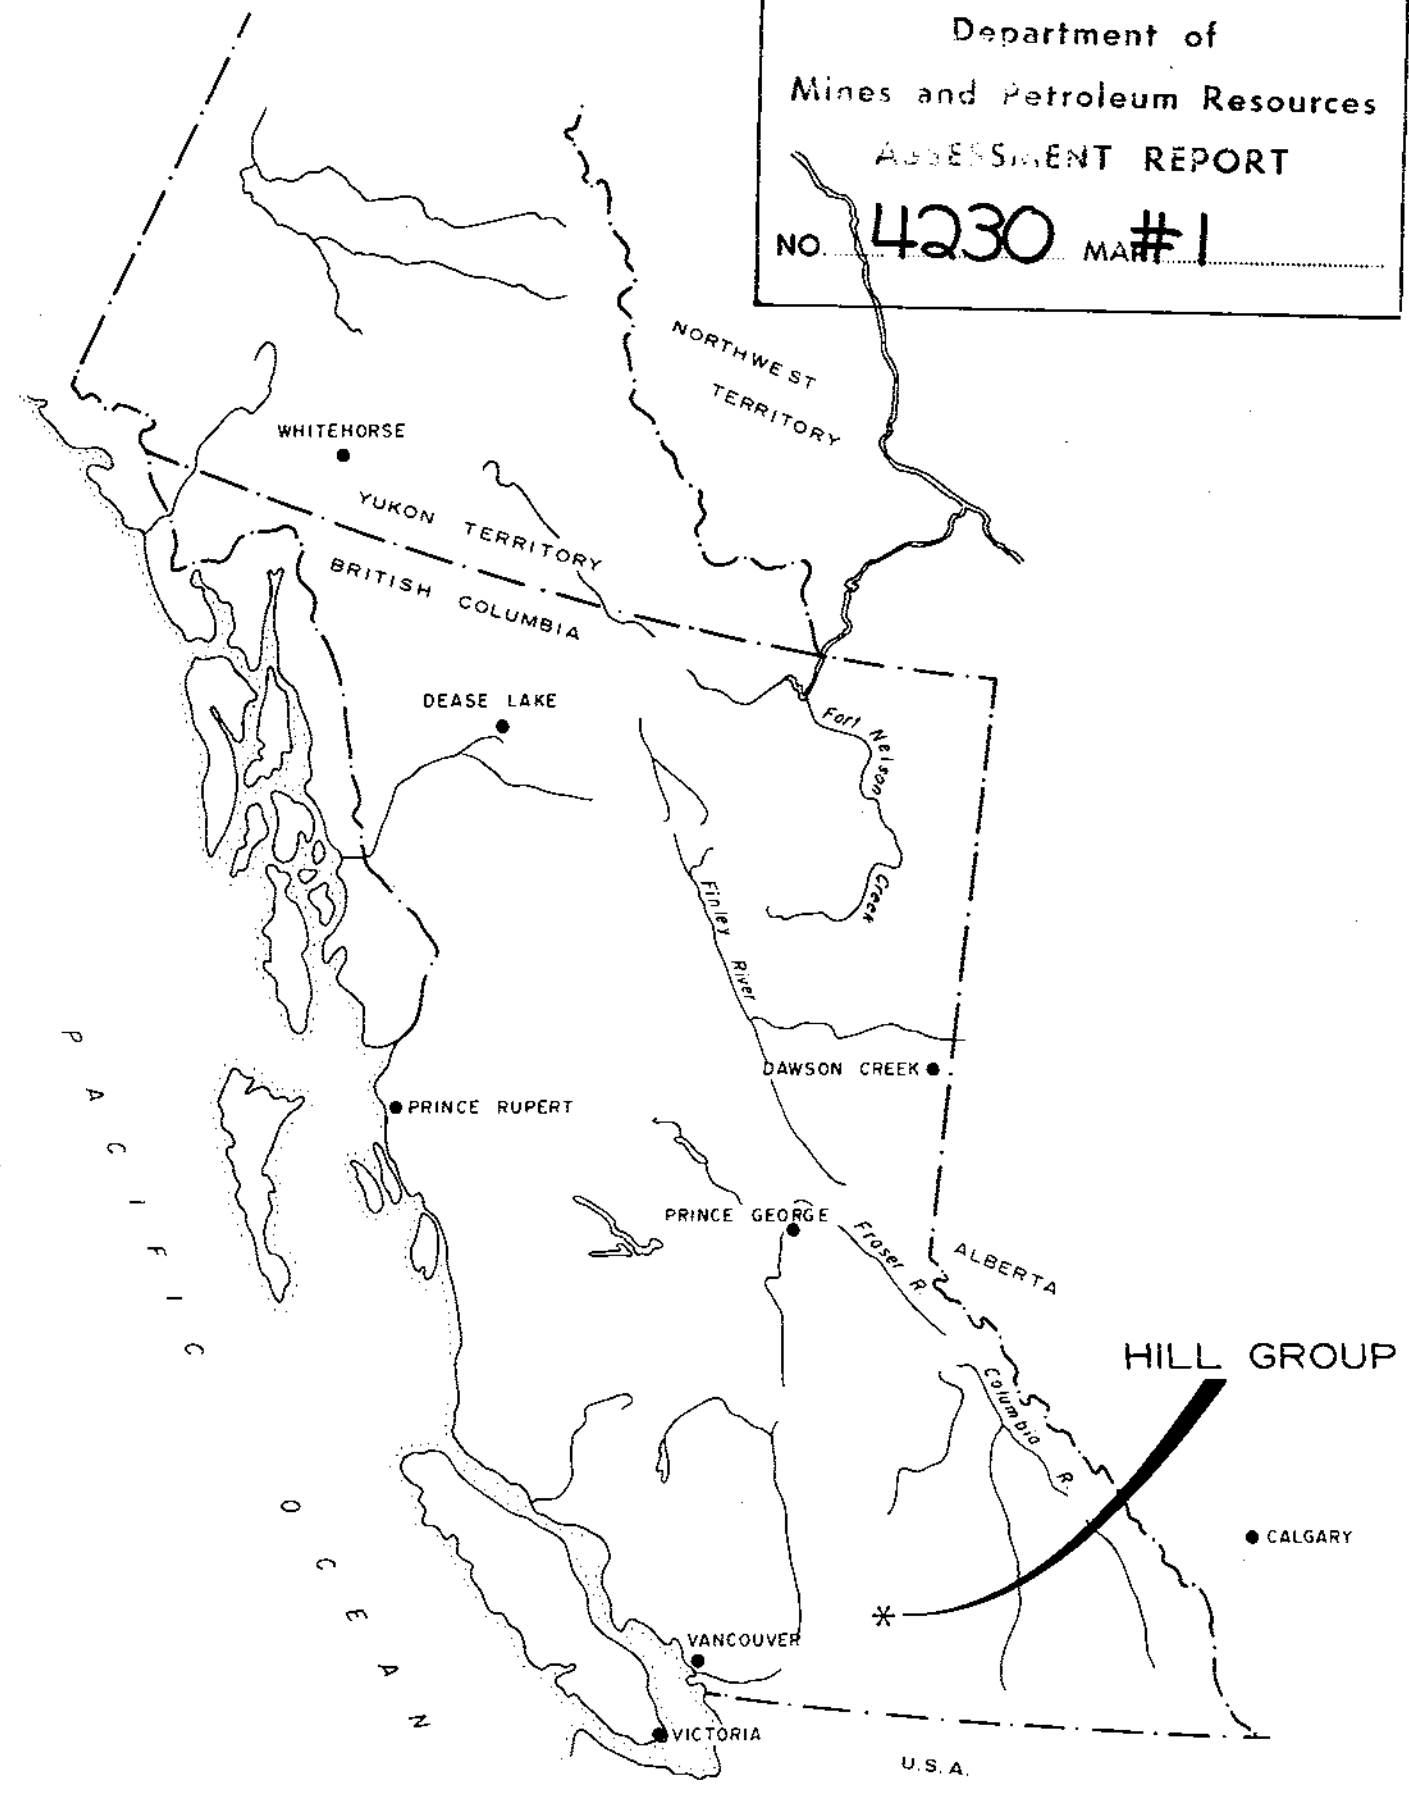 Department of
Mines and Petroleum Resources
ASSESSMENT REPORT
NO. 4230 MAP #1
NORTHWEST
TERRITORY
WHITEHORSE
YUKON TERRITORY
BRITISH COLUMBIA
DEASE LAKE
Fort Nelson Creek
Finley River
DAWSON CREEK
PRINCE RUPERT
PRINCE GEORGE
Fraser R.
ALBERTA
HILL GROUP
Columbia R.
CALGARY
PACIFIC OCEAN
VANCOUVER
VICTORIA
U.S.A.